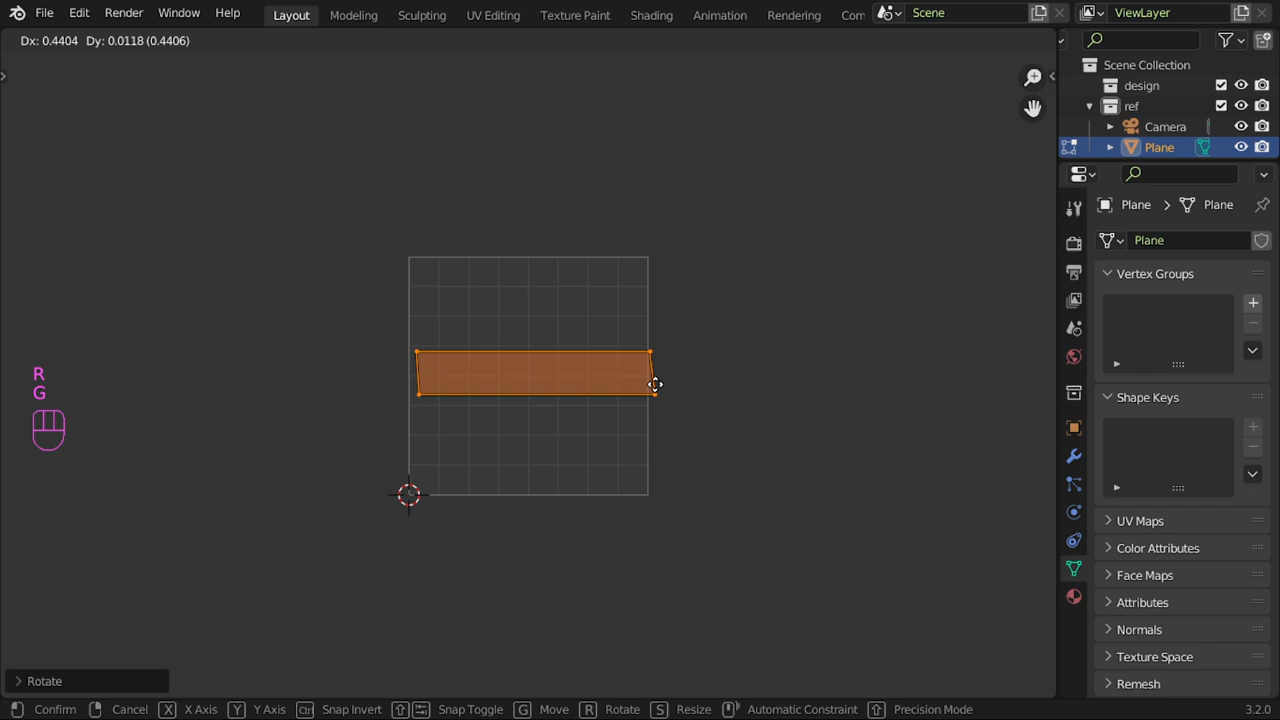 File Edit Render Window Help Layout Modeling Sculpting UV Editing Texture Paint Shading Animation Rendering Com Scene ViewLayer
Dx: 0.4404 Dy: 0.0118 (0.4406)
Scene Collection
design
ref
Camera
Plane
Plane > Plane
Plane
Vertex Groups
Shape Keys
R
G
UV Maps
Color Attributes
Face Maps
Attributes
Normals
Texture Space
Remesh
> Rotate
Confirm Cancel X X Axis Y Y Axis Ctrl Snap Invert Snap Toggle G Move R Rotate S Resize Automatic Constraint Precision Mode 3.2.0